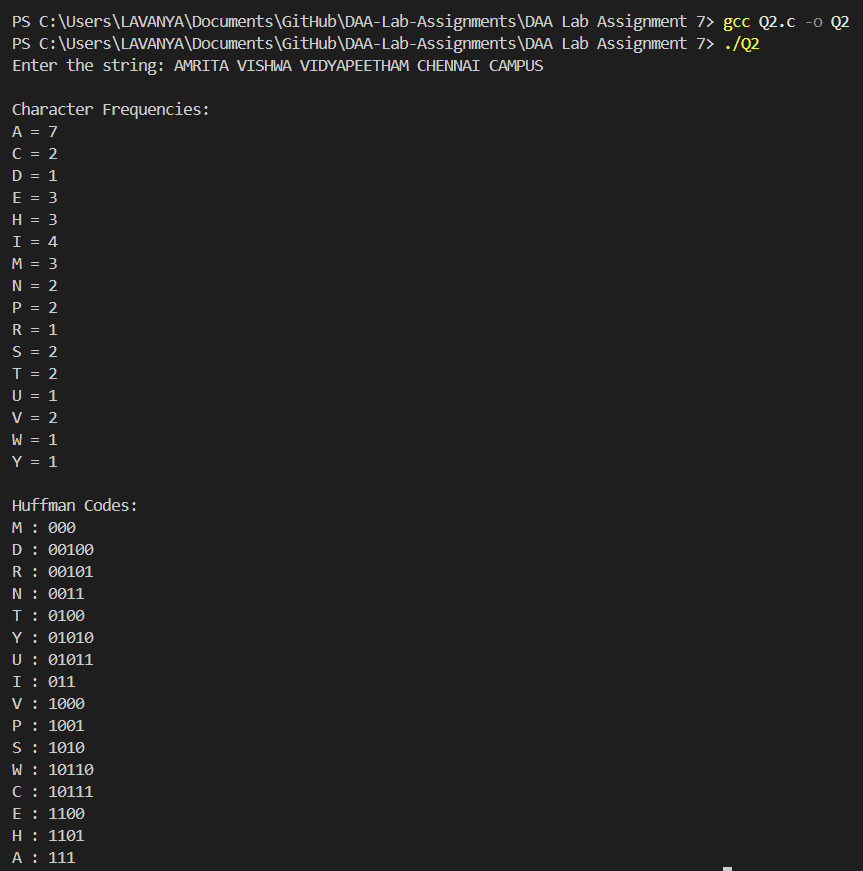 PS C:\Users\LAVANYA\Documents\GitHub\DAA-Lab-Assignments\DAA Lab Assignment 7> gcc Q2.c -o Q2
PS C:\Users\LAVANYA\Documents\GitHub\DAA-Lab-Assignments\DAA Lab Assignment 7> ./Q2
Enter the string: AMRITA VISHWA VIDYAPEETHAM CHENNAI CAMPUS
Character Frequencies:
A = 7
C = 2
D = 1
E = 3
H = 3
I = 4
M = 3
N = 2
P = 2
R = 1
S = 2
T = 2
U = 1
V = 2
W = 1
Y = 1
Huffman Codes:
M : 000
D : 00100
R : 00101
N : 0011
T : 0100
Y : 01010
U : 01011
I : 011
V : 1000
P : 1001
S : 1010
W : 10110
C : 10111
E : 1100
H : 1101
A : 111